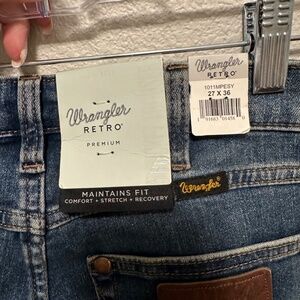 Wrangler
RETRO
PREMIUM
MAINTAINS FIT
COMFORT + STRETCH + RECOVERY
Wrangler
RETRO
1011MPESY
27 X 36
Wrangler